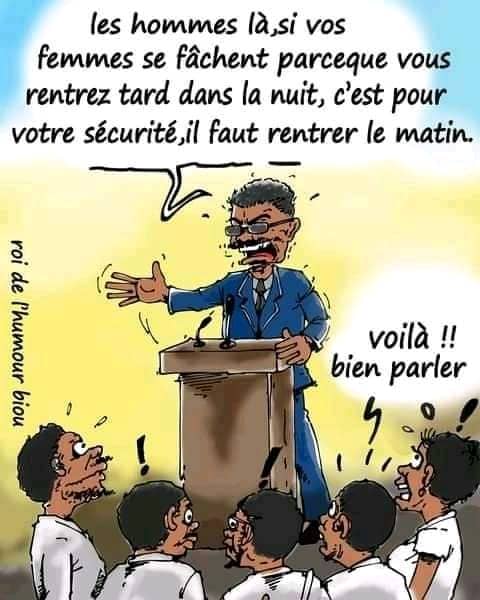 les hommes là,si vos
femmes se fâchent parceque vous
rentrez tard dans la nuit, c'est pour
votre sécurité,il faut rentrer le matin.
voilà !!
bien parler
roi de l'humour biou